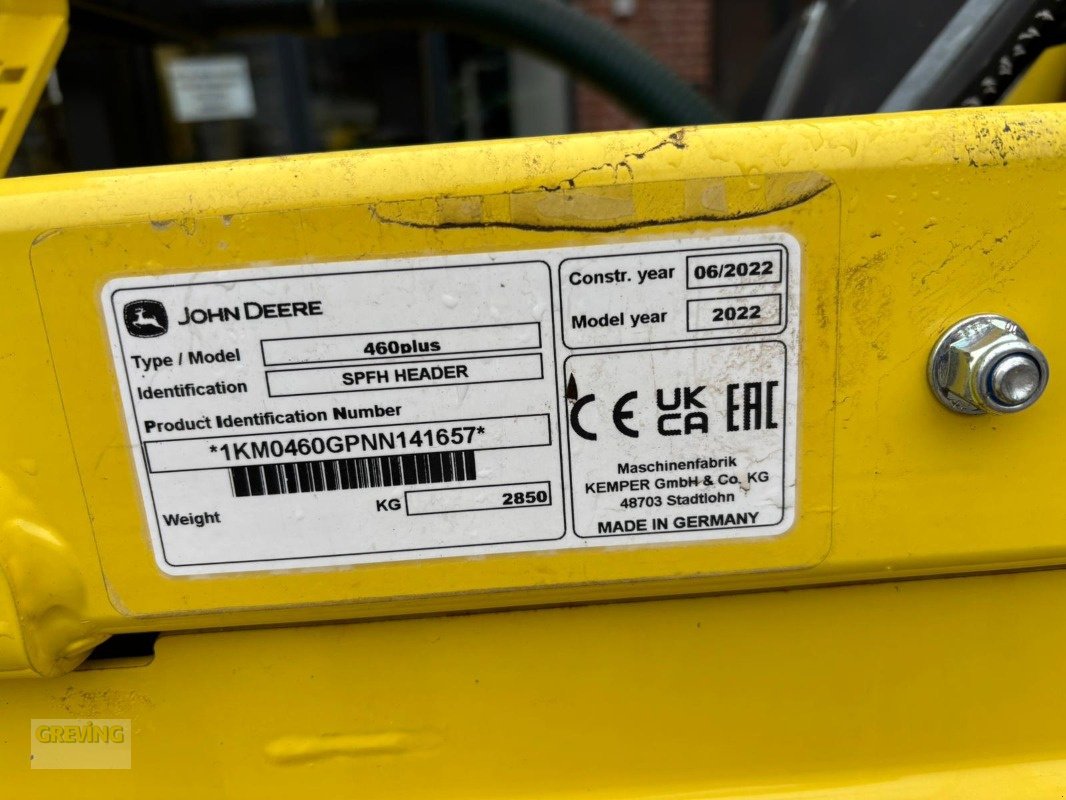 JOHN DEERE
Type / Model 460plus
Identification SPFH HEADER
Product Identification Number
*1KM0460GPNN141657*
Weight KG 2850
Constr. year 06/2022
Model year 2022
CE UK CA EAC
Maschinenfabrik
KEMPER GmbH & Co. KG
48703 Stadtlohn
MADE IN GERMANY
GREVING